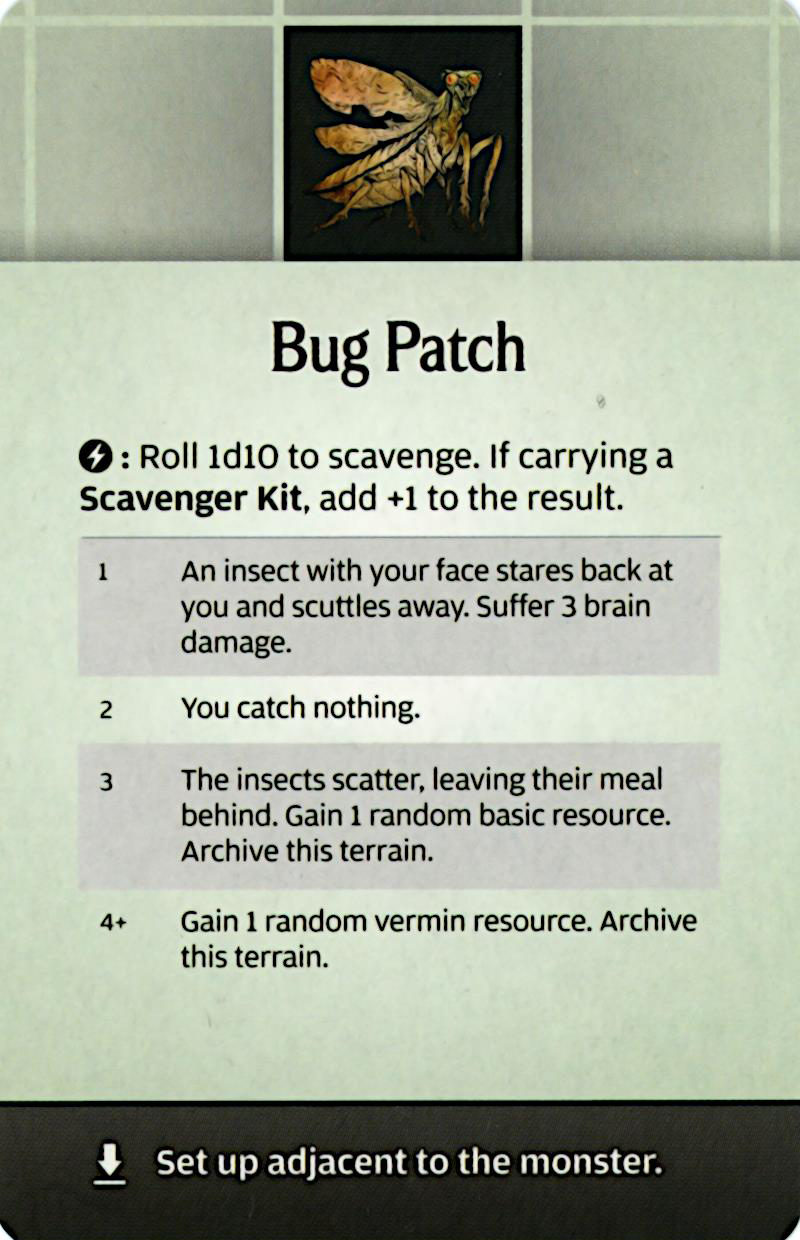 Bug Patch
: Roll 1d10 to scavenge. If carrying a
Scavenger Kit, add +1 to the result.
1 An insect with your face stares back at
you and scuttles away. Suffer 3 brain
damage.
2 You catch nothing.
3 The insects scatter, leaving their meal
behind. Gain 1 random basic resource.
Archive this terrain.
4+ Gain 1 random vermin resource. Archive
this terrain.
Set up adjacent to the monster.